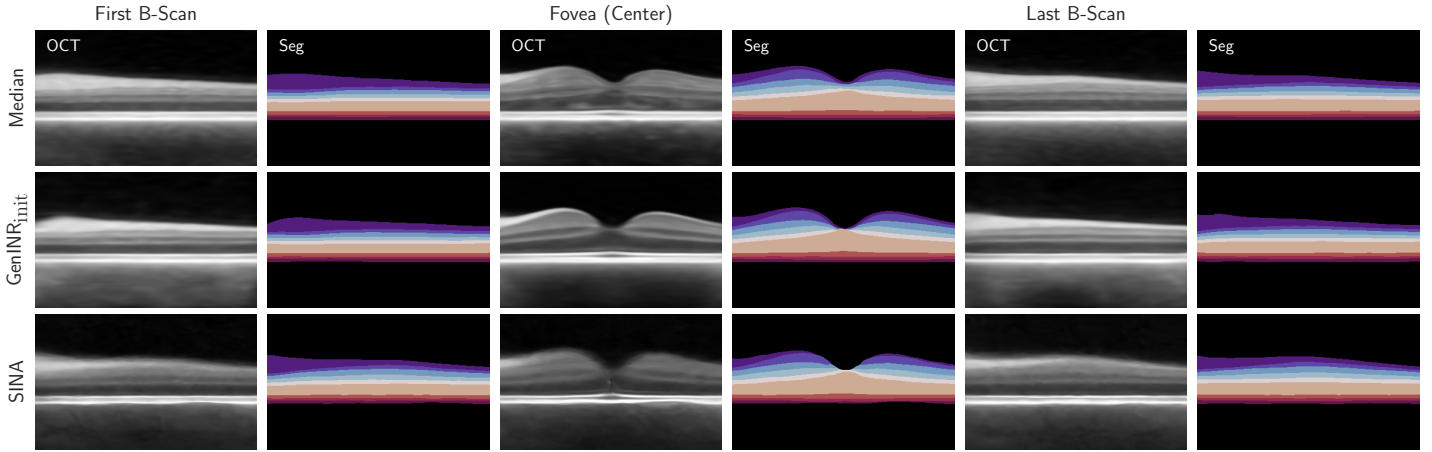 First B-Scan Fovea (Center) Last B-Scan
OCT Seg OCT Seg OCT Seg
Median
GenINR_init
SINA